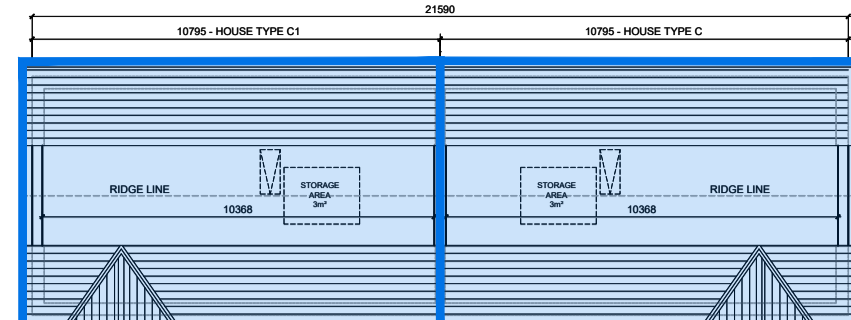 21590
10795 - HOUSE TYPE C1
10795 - HOUSE TYPE C
RIDGE LINE
STORAGE
AREA
3m²
10368
STORAGE
AREA
3m²
RIDGE LINE
10368